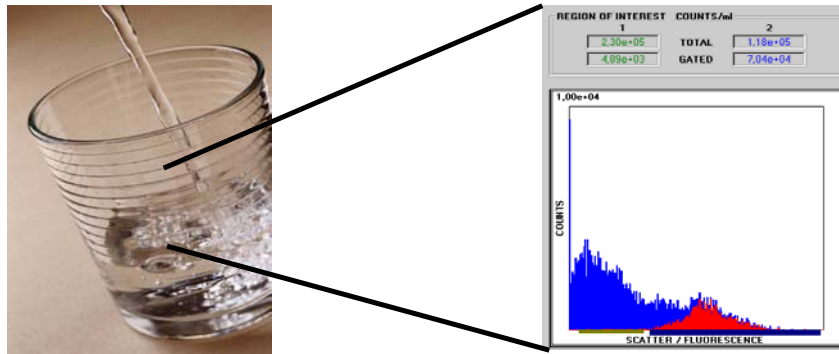 REGION OF INTEREST COUNTS/ml
1 2
2,30e+05 TOTAL 1,18e+05
4,89e+03 GATED 7,04e+04
1,00e+04
COUNTS
SCATTER / FLUORESCENCE